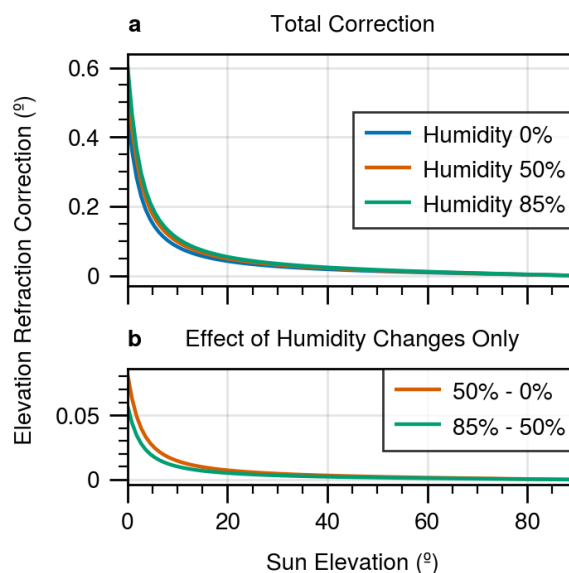 a Total Correction
Elevation Refraction Correction (º)
0.6
0.4
0.2
0
Humidity 0%
Humidity 50%
Humidity 85%
b Effect of Humidity Changes Only
0.05
0
50% - 0%
85% - 50%
0 20 40 60 80
Sun Elevation (º)